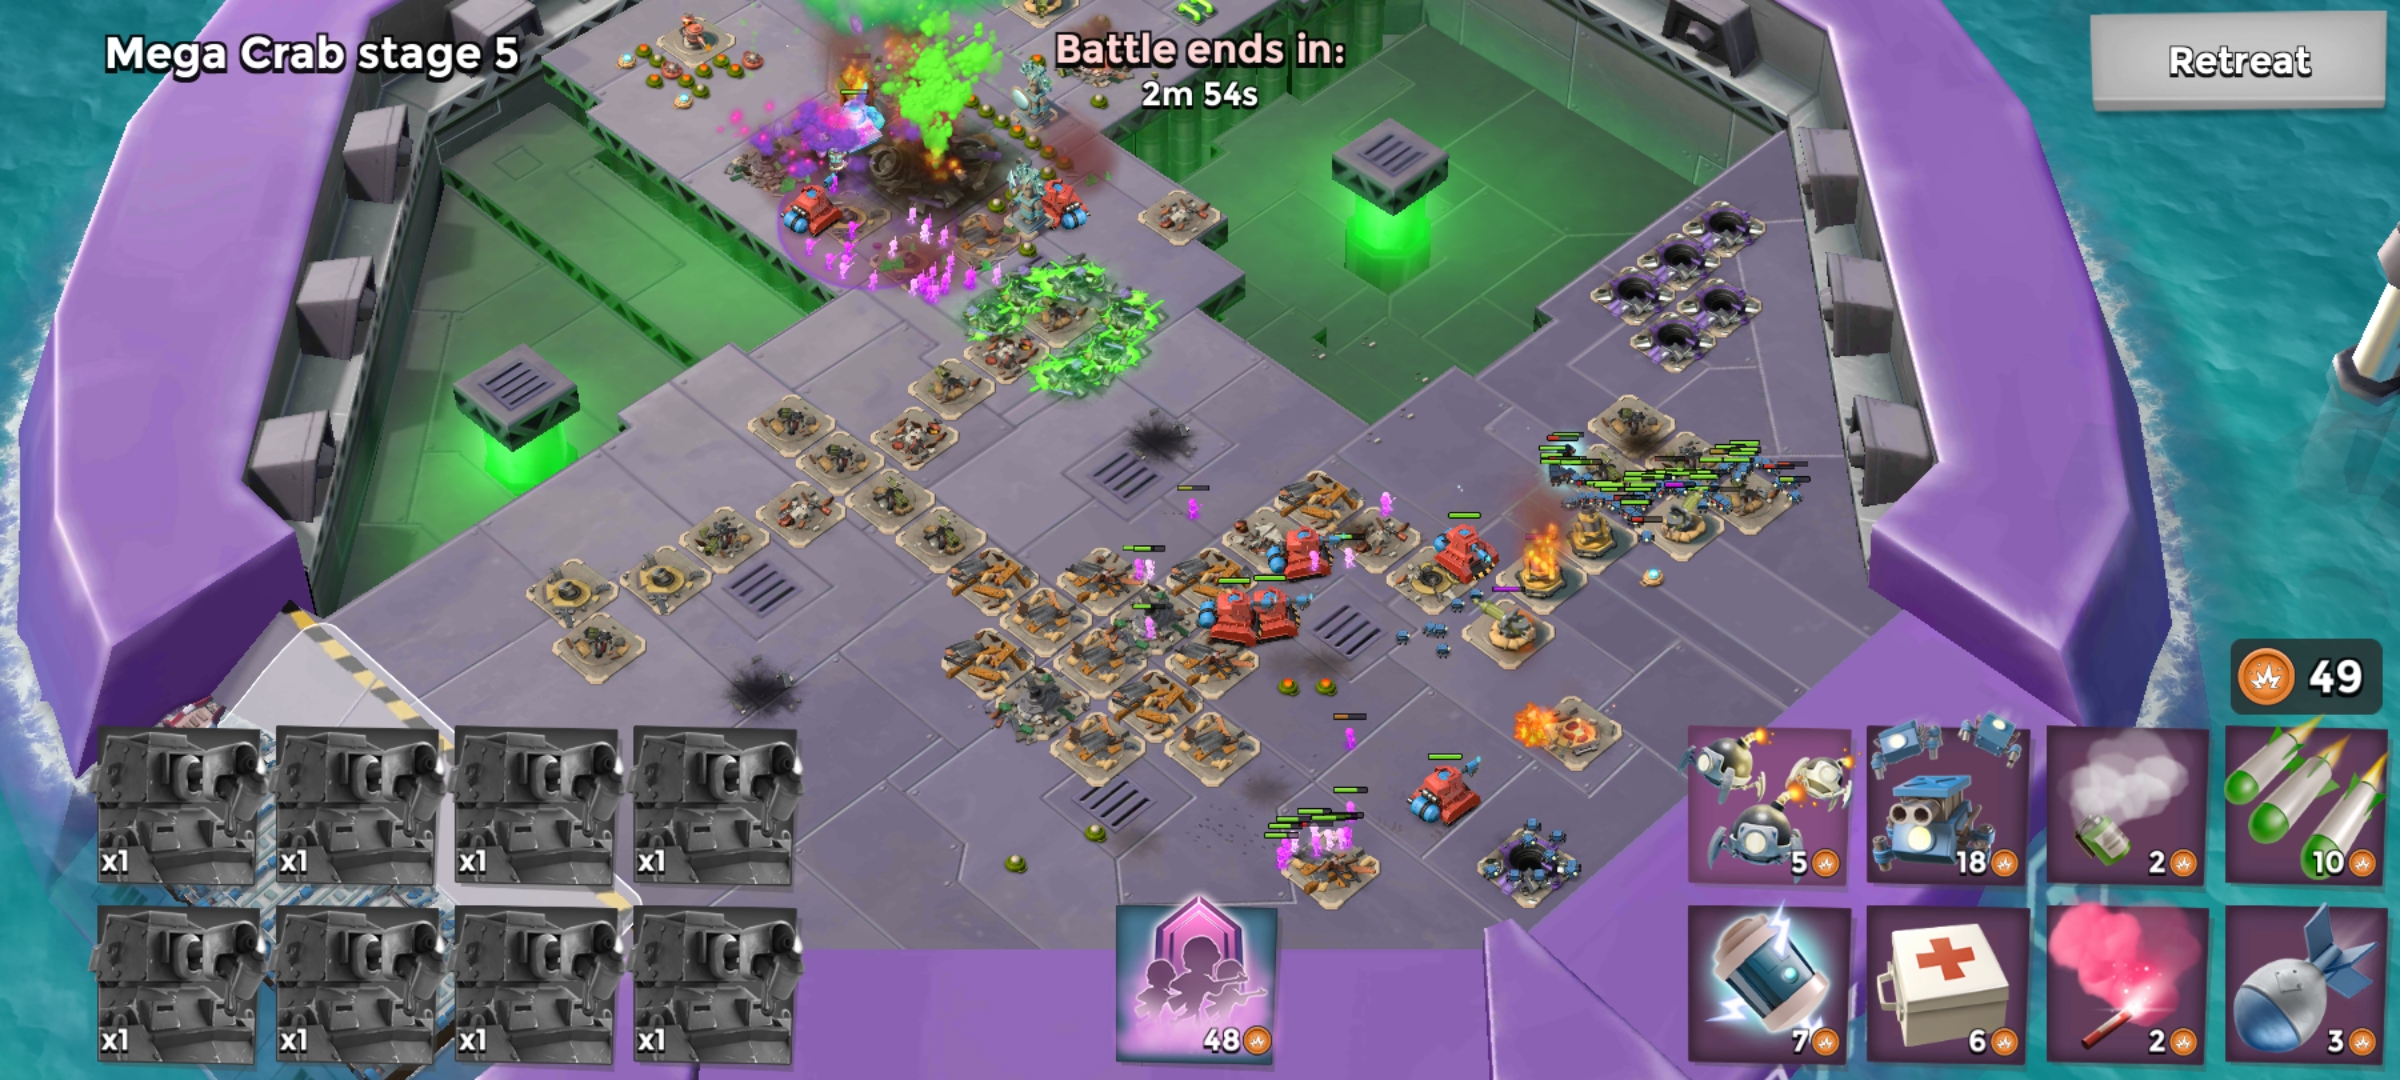 Mega Crab stage 5
Battle ends in:
2m 54s
Retreat
49
x1
x1
x1
x1
5
18
2
10
x1
x1
x1
x1
48
7
6
2
3